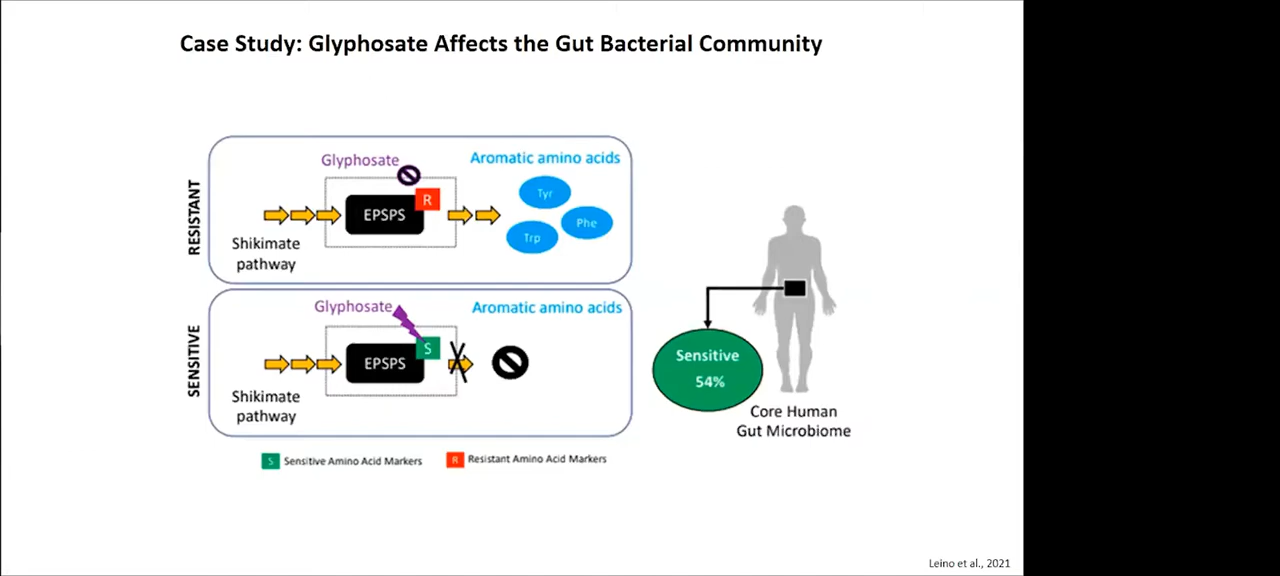 Case Study: Glyphosate Affects the Gut Bacterial Community
RESISTANT
Glyphosate
Aromatic amino acids
R
EPSPS
Tyr
Phe
Trp
Shikimate
pathway
SENSITIVE
Glyphosate
Aromatic amino acids
S
EPSPS
Shikimate
pathway
S Sensitive Amino Acid Markers
R Resistant Amino Acid Markers
Sensitive
54%
Core Human
Gut Microbiome
Leino et al., 2021